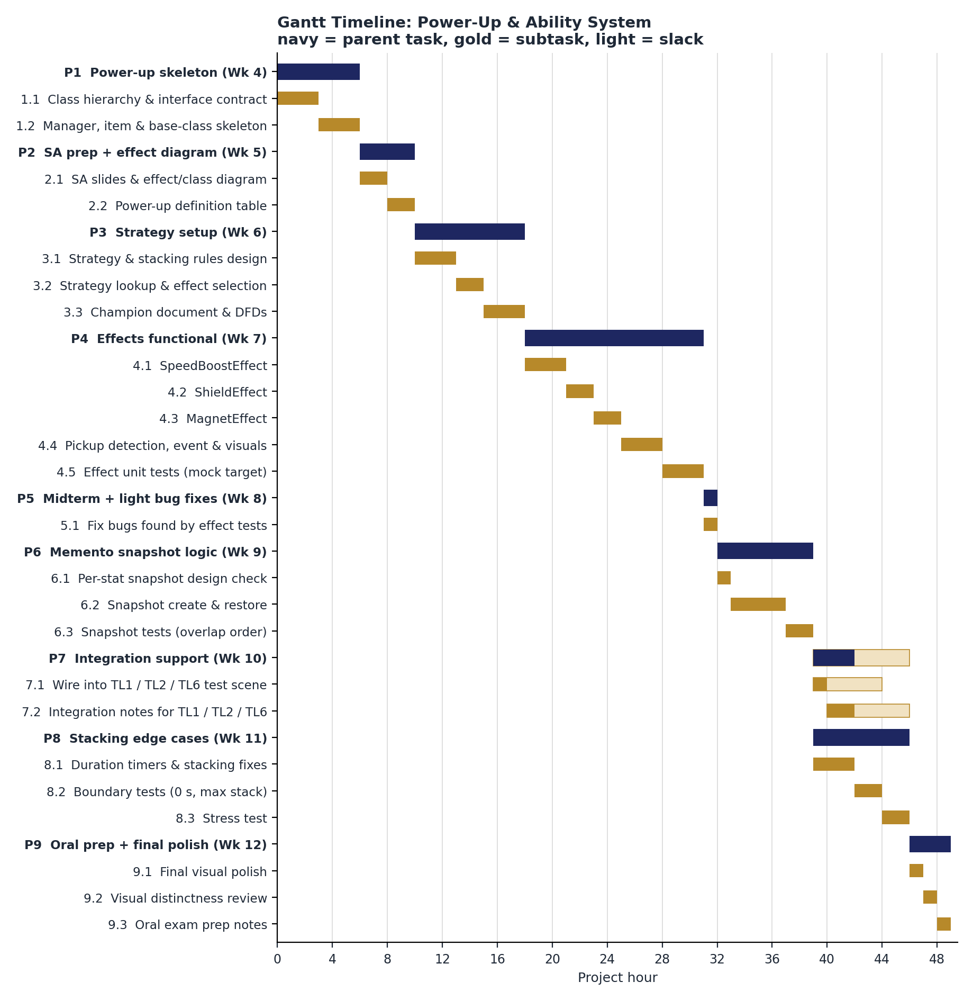 Gantt Timeline: Power-Up & Ability System
navy = parent task, gold = subtask, light = slack
P1  Power-up skeleton (Wk 4)
1.1  Class hierarchy & interface contract
1.2  Manager, item & base-class skeleton
P2  SA prep + effect diagram (Wk 5)
2.1  SA slides & effect/class diagram
2.2  Power-up definition table
P3  Strategy setup (Wk 6)
3.1  Strategy & stacking rules design
3.2  Strategy lookup & effect selection
3.3  Champion document & DFDs
P4  Effects functional (Wk 7)
4.1  SpeedBoostEffect
4.2  ShieldEffect
4.3  MagnetEffect
4.4  Pickup detection, event & visuals
4.5  Effect unit tests (mock target)
P5  Midterm + light bug fixes (Wk 8)
5.1  Fix bugs found by effect tests
P6  Memento snapshot logic (Wk 9)
6.1  Per-stat snapshot design check
6.2  Snapshot create & restore
6.3  Snapshot tests (overlap order)
P7  Integration support (Wk 10)
7.1  Wire into TL1 / TL2 / TL6 test scene
7.2  Integration notes for TL1 / TL2 / TL6
P8  Stacking edge cases (Wk 11)
8.1  Duration timers & stacking fixes
8.2  Boundary tests (0 s, max stack)
8.3  Stress test
P9  Oral prep + final polish (Wk 12)
9.1  Final visual polish
9.2  Visual distinctness review
9.3  Oral exam prep notes
0 4 8 12 16 20 24 28 32 36 40 44 48
Project hour